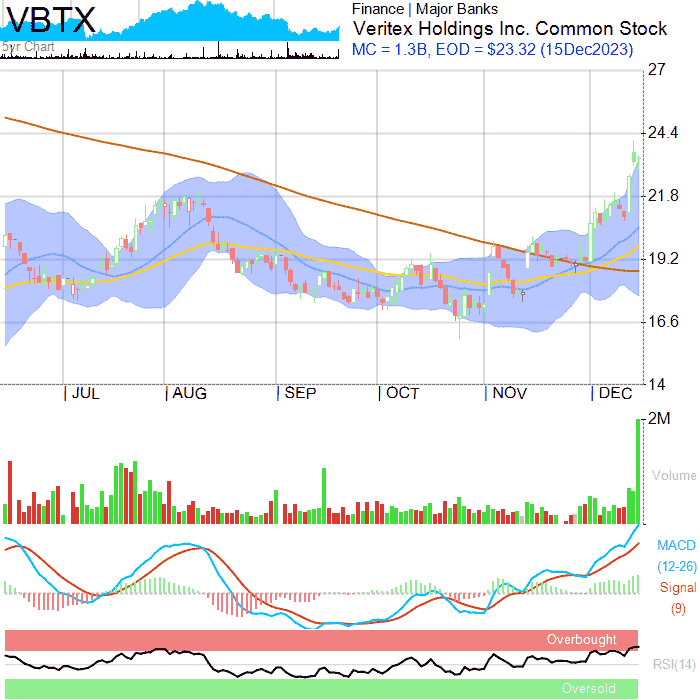 VBTX
5yr Chart
Finance | Major Banks
Veritex Holdings Inc. Common Stock
MC = 1.3B, EOD = $23.32 (15Dec2023)
27
24.4
21.8
19.2
16.6
14
JUL AUG SEP OCT NOV DEC
2M
Volume
MACD
(12-26)
Signal
(9)
Overbought
RSI(14)
Oversold